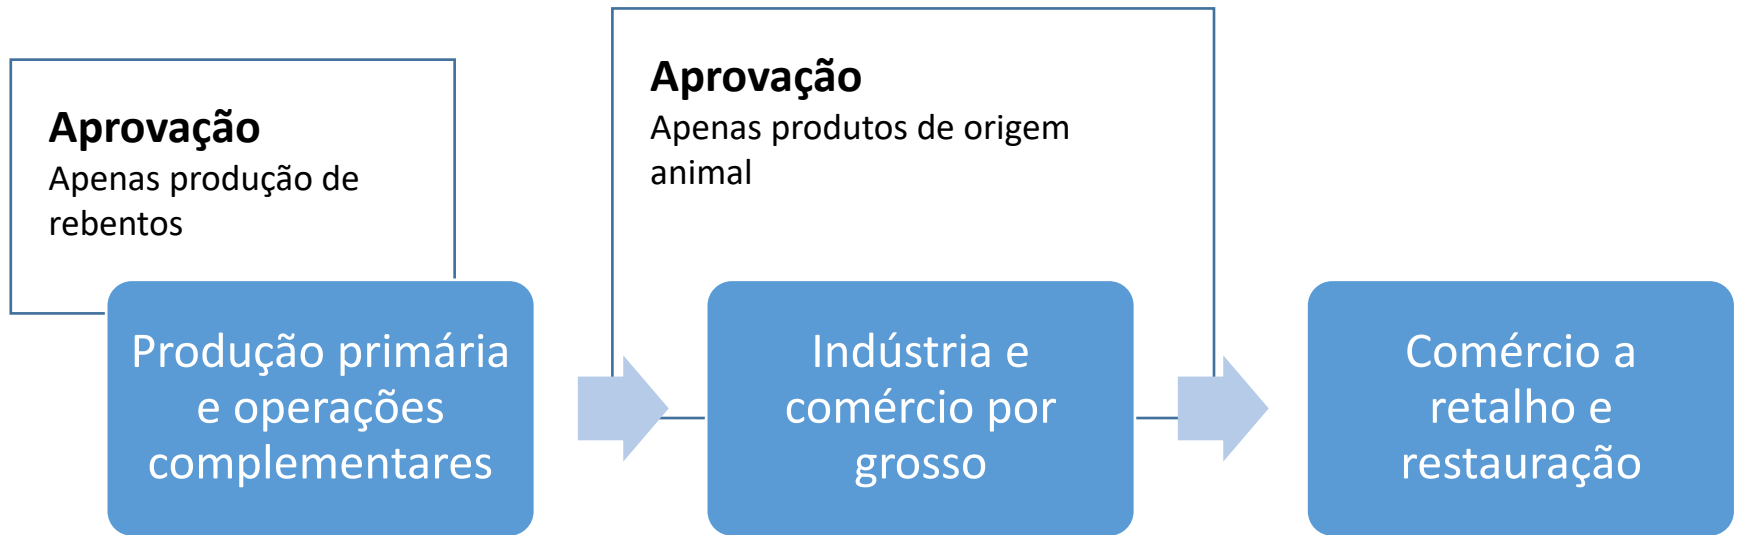 Aprovação
Apenas produção de
rebentos
Aprovação
Apenas produtos de origem
animal
Produção primária
e operações
complementares
Indústria e
comércio por
grosso
Comércio a
retalho e
restauração